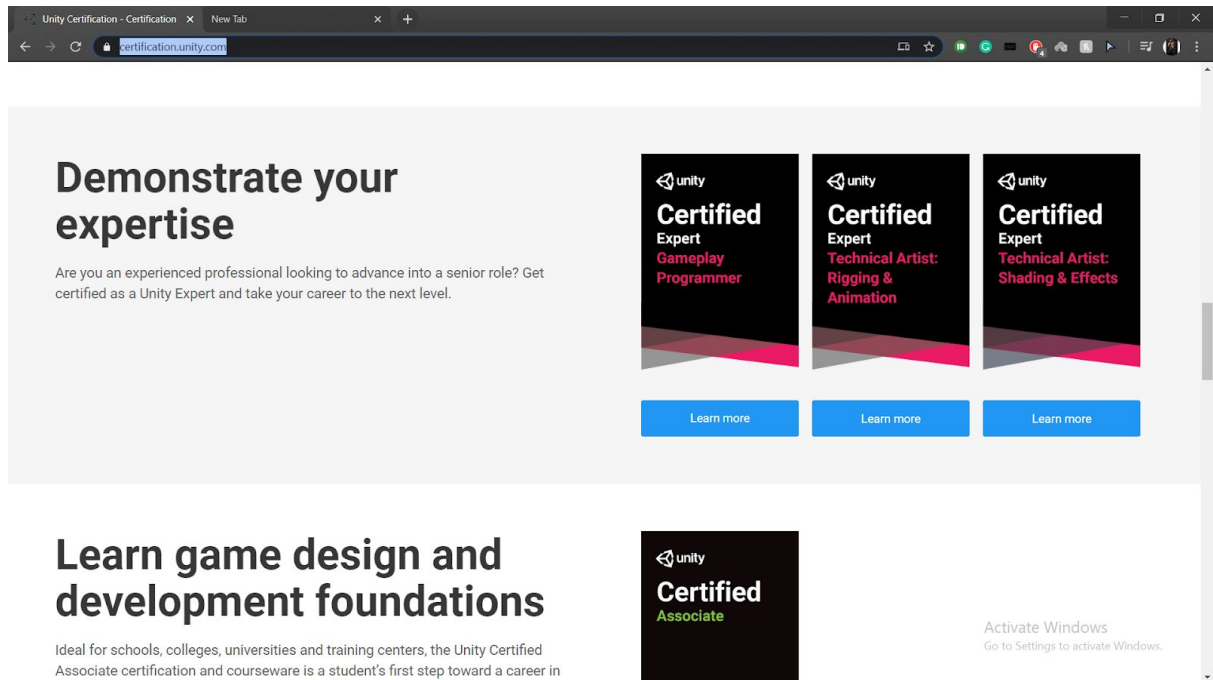 Unity Certification - Certification
New Tab
certification.unity.com
Demonstrate your
expertise
Are you an experienced professional looking to advance into a senior role? Get
certified as a Unity Expert and take your career to the next level.
unity
Certified
Expert
Gameplay
Programmer
Learn more
unity
Certified
Expert
Technical Artist:
Rigging &
Animation
Learn more
unity
Certified
Expert
Technical Artist:
Shading & Effects
Learn more
Learn game design and
development foundations
Ideal for schools, colleges, universities and training centers, the Unity Certified
Associate certification and courseware is a student's first step toward a career in
unity
Certified
Associate
Activate Windows
Go to Settings to activate Windows.